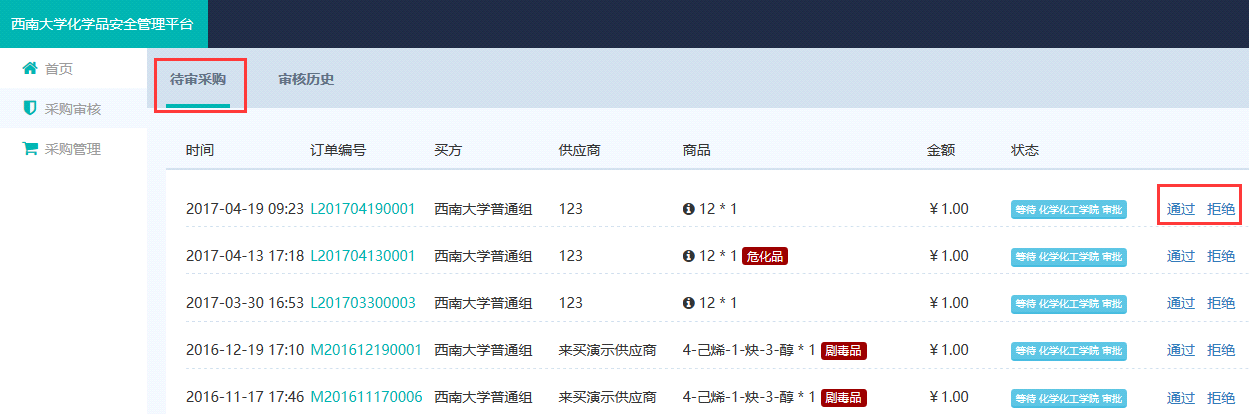 西南大学化学品安全管理平台
首页
采购审核
采购管理
待审采购 审核历史
时间 订单编号 买方 供应商 商品 金额 状态
2017-04-19 09:23 L201704190001 西南大学普通组 123 12 * 1 ￥1.00 等待 化学化工学院 审批 通过 拒绝
2017-04-13 17:18 L201704130001 西南大学普通组 123 12 * 1 危化品 ￥1.00 等待 化学化工学院 审批 通过 拒绝
2017-03-30 16:53 L201703300003 西南大学普通组 123 12 * 1 ￥1.00 等待 化学化工学院 审批 通过 拒绝
2016-12-19 17:10 M201612190001 西南大学普通组 来买演示供应商 4-己烯-1-炔-3-醇 * 1 剧毒品 ￥1.00 等待 化学化工学院 审批 通过 拒绝
2016-11-17 17:46 M201611170006 西南大学普通组 来买演示供应商 4-己烯-1-炔-3-醇 * 1 剧毒品 ￥1.00 等待 化学化工学院 审批 通过 拒绝